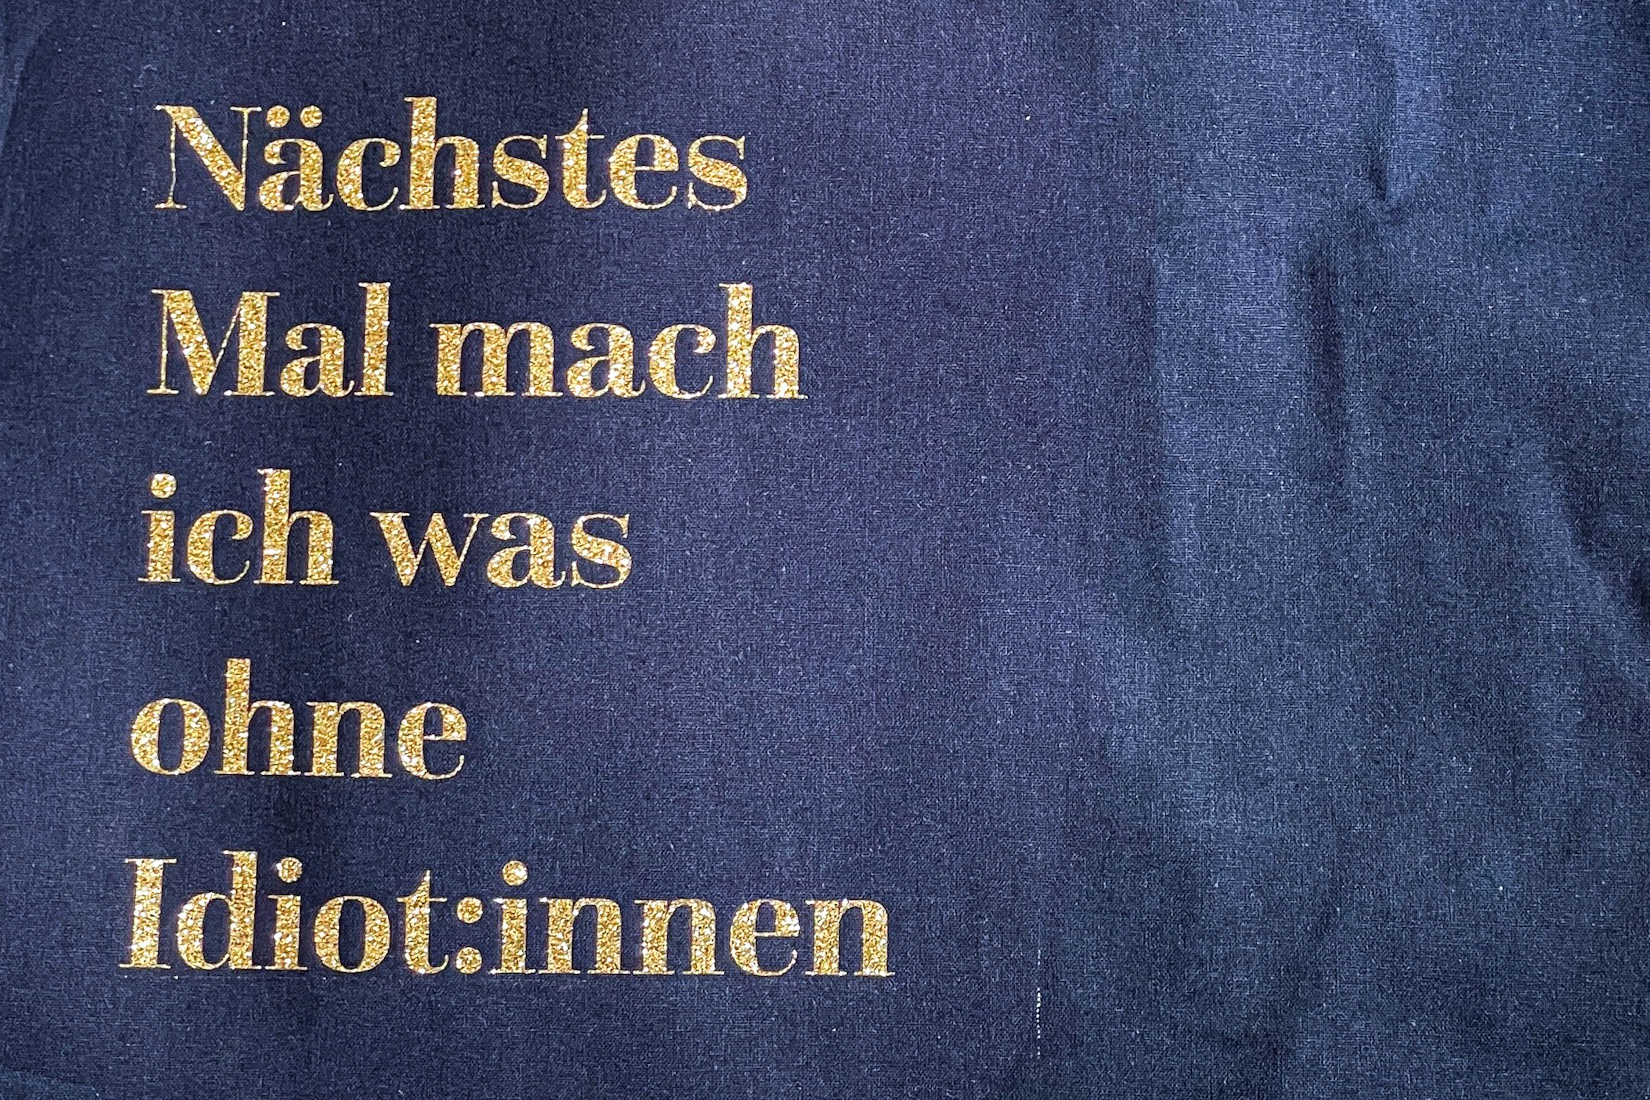 Nächstes
Mal mach
ich was
ohne
Idiot:innen